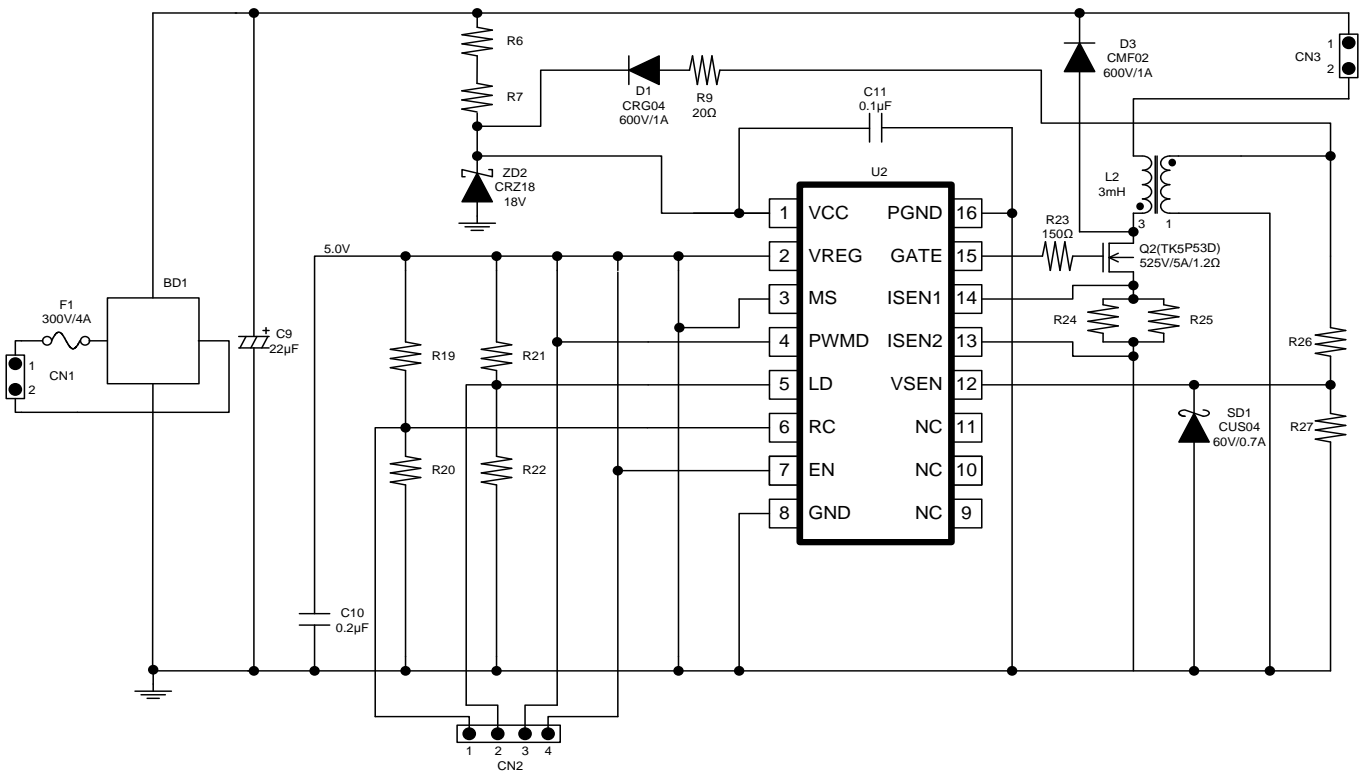 R6
D3
CMF02
600V/1A
1
CN3
2
R7
D1
CRG04
600V/1A
R9
20Ω
C11
0.1µF
ZD2
CRZ18
18V
U2
L2
3mH
3 1
1 VCC PGND 16
R23
150Ω
Q2(TK5P53D)
525V/5A/1.2Ω
5.0V
2 VREG GATE 15
3 MS ISEN1 14
R24 R25
4 PWMD ISEN2 13
5 LD VSEN 12
6 RC NC 11
7 EN NC 10
8 GND NC 9
BD1
F1
300V/4A
1
CN1
2
+
C9
22µF
R19
R21
R20
R22
R26
SD1
CUS04
60V/0.7A
R27
C10
0.2µF
1 2 3 4
CN2